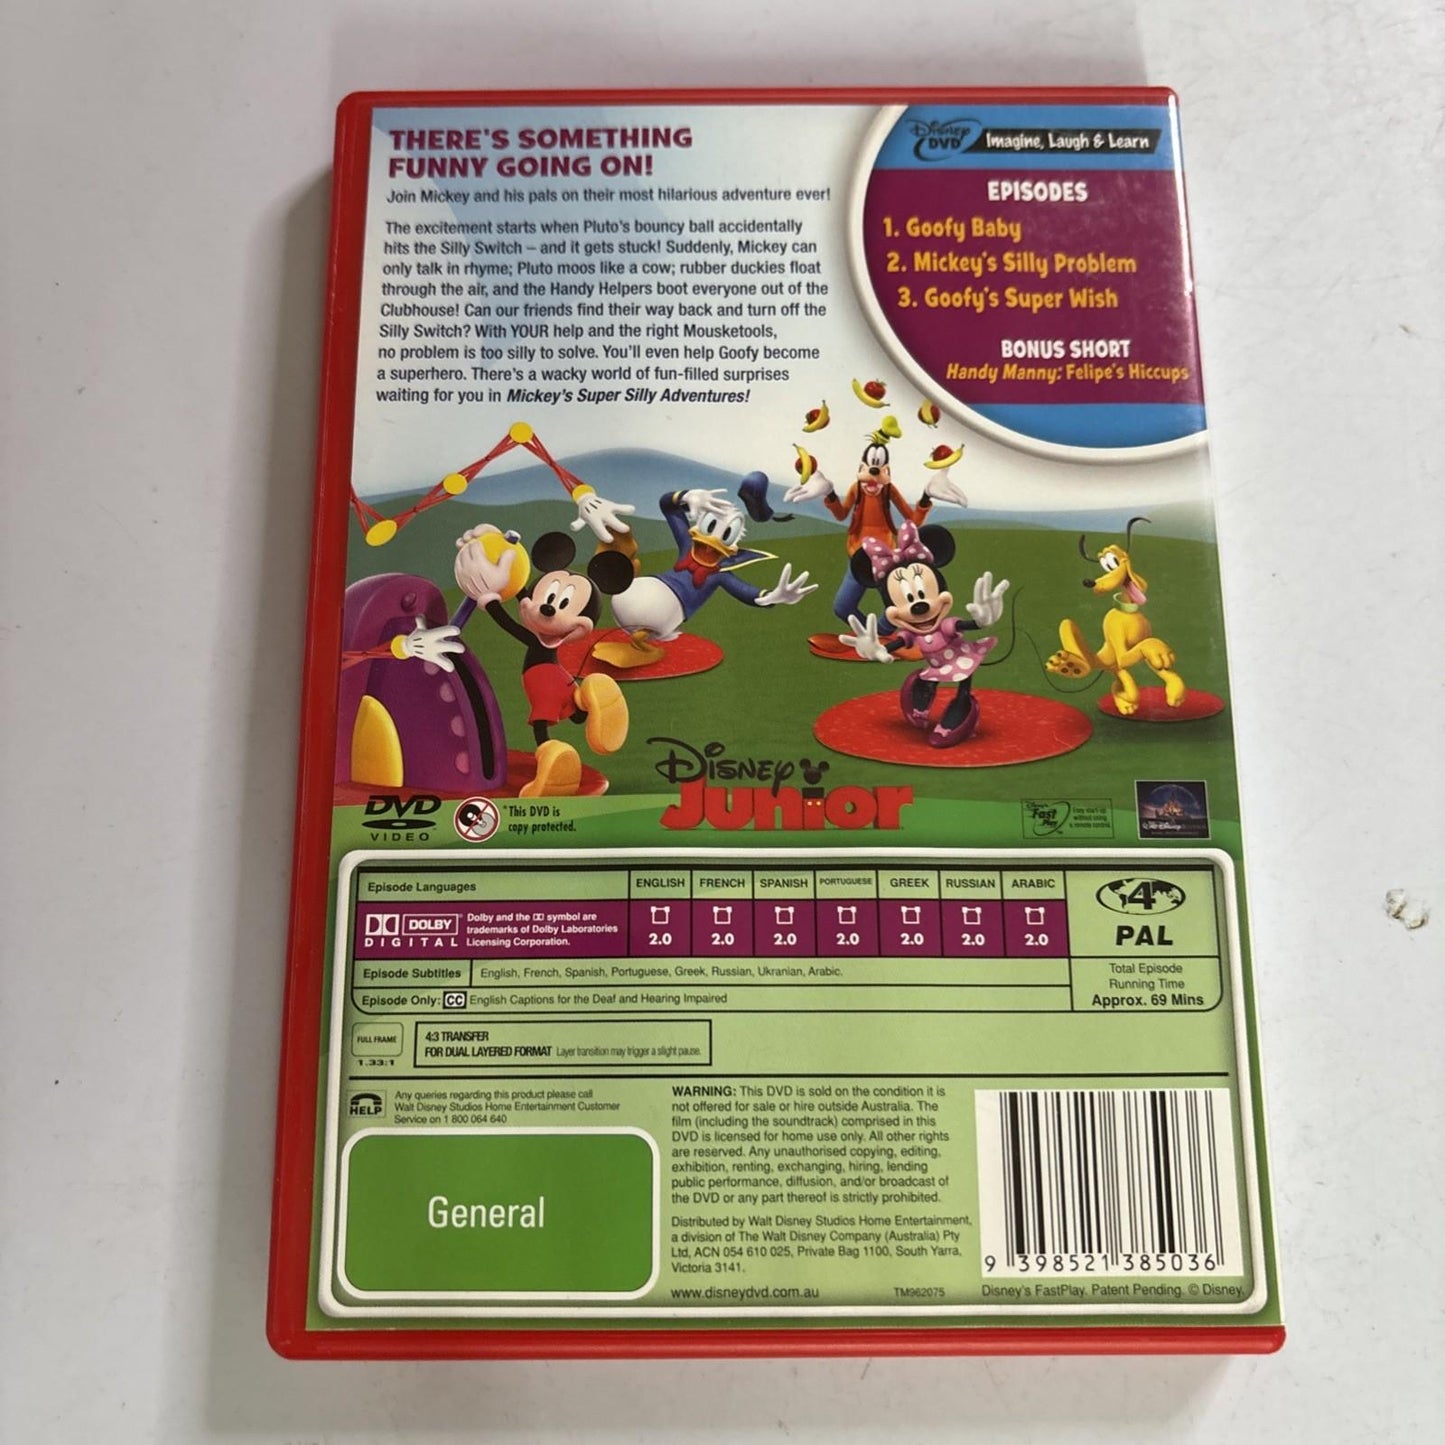 THERE'S SOMETHING
FUNNY GOING ON!
Join Mickey and his pals on their most hilarious adventure ever!
The excitement starts when Pluto's bouncy ball accidentally
hits the Silly Switch – and it gets stuck! Suddenly, Mickey can
only talk in rhyme; Pluto moos like a cow; rubber duckies float
through the air, and the Handy Helpers boot everyone out of the
Clubhouse! Can our friends find their way back and turn off the
Silly Switch? With YOUR help and the right Mousketools,
no problem is too silly to solve. You'll even help Goofy become
a superhero. There's a wacky world of fun-filled surprises
waiting for you in Mickey's Super Silly Adventures!
Disney DVD
Imagine, Laugh & Learn
EPISODES
1. Goofy Baby
2. Mickey's Silly Problem
3. Goofy's Super Wish
BONUS SHORT
Handy Manny: Felipe's Hiccups
Disney
Junior
DVD
VIDEO
*This DVD is
copy protected.
Disney's
Fast
Play
TM
Walt Disney
Episode Languages
ENGLISH FRENCH SPANISH PORTUGUESE GREEK RUSSIAN ARABIC
DOLBY
DIGITAL
Dolby and the DD symbol are
trademarks of Dolby Laboratories
Licensing Corporation.
2.0 2.0 2.0 2.0 2.0 2.0 2.0
4
PAL
Episode Subtitles English, French, Spanish, Portuguese, Greek, Russian, Ukranian, Arabic.
Episode Only: CC English Captions for the Deaf and Hearing Impaired
Total Episode
Running Time
Approx. 69 Mins
FULL FRAME
1.33:1
4:3 TRANSFER
FOR DUAL LAYERED FORMAT Layer transition may trigger a slight pause.
HELP
Any queries regarding this product please call
Walt Disney Studios Home Entertainment Customer
Service on 1 800 064 640
General
WARNING: This DVD is sold on the condition it is
not offered for sale or hire outside Australia. The
film (including the soundtrack) comprised in this
DVD is licensed for home use only. All other rights
are reserved. Any unauthorised copying, editing,
exhibition, renting, exchanging, hiring, lending
public performance, diffusion, and/or broadcast of
the DVD or any part thereof is strictly prohibited.
Distributed by Walt Disney Studios Home Entertainment,
a division of The Walt Disney Company (Australia) Pty
Ltd, ACN 054 610 025, Private Bag 1100, South Yarra,
Victoria 3141.
www.disneydvd.com.au
TM962075
9 398521 385036
Disney's FastPlay. Patent Pending. © Disney.